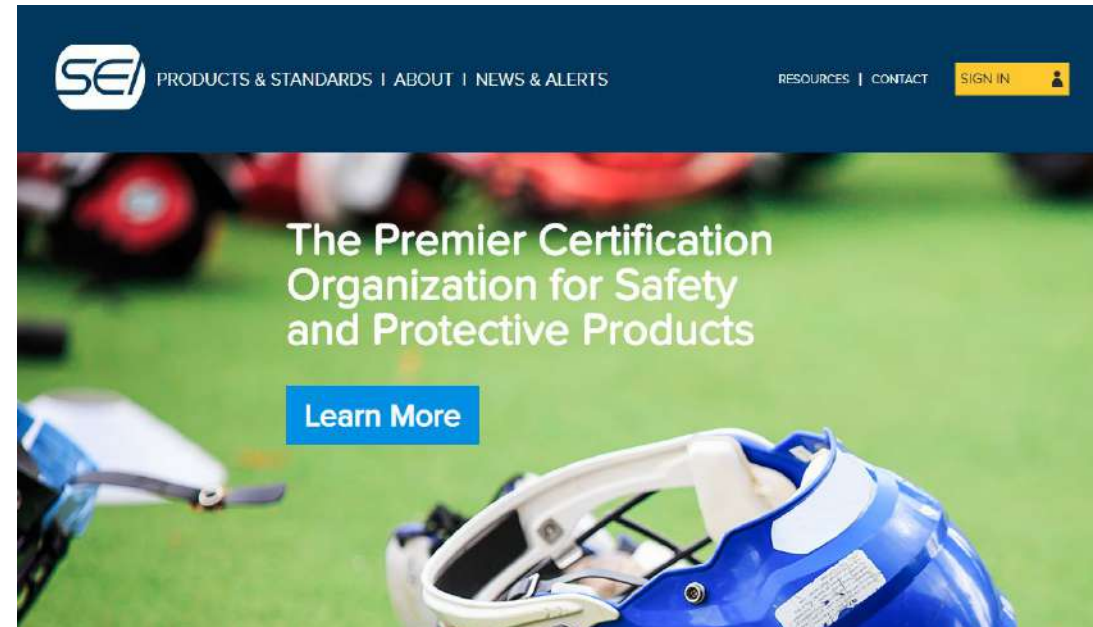 SEI
PRODUCTS & STANDARDS | ABOUT | NEWS & ALERTS
RESOURCES | CONTACT
SIGN IN
The Premier Certification
Organization for Safety
and Protective Products
Learn More